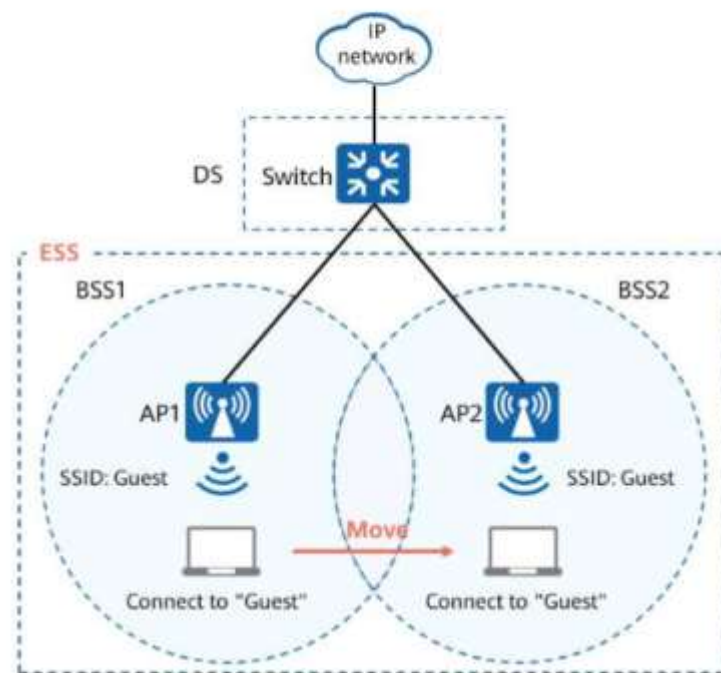 IP
network
DS
Switch
ESS
BSS1
BSS2
AP1
AP2
SSID: Guest
SSID: Guest
Move
Connect to "Guest"
Connect to "Guest"